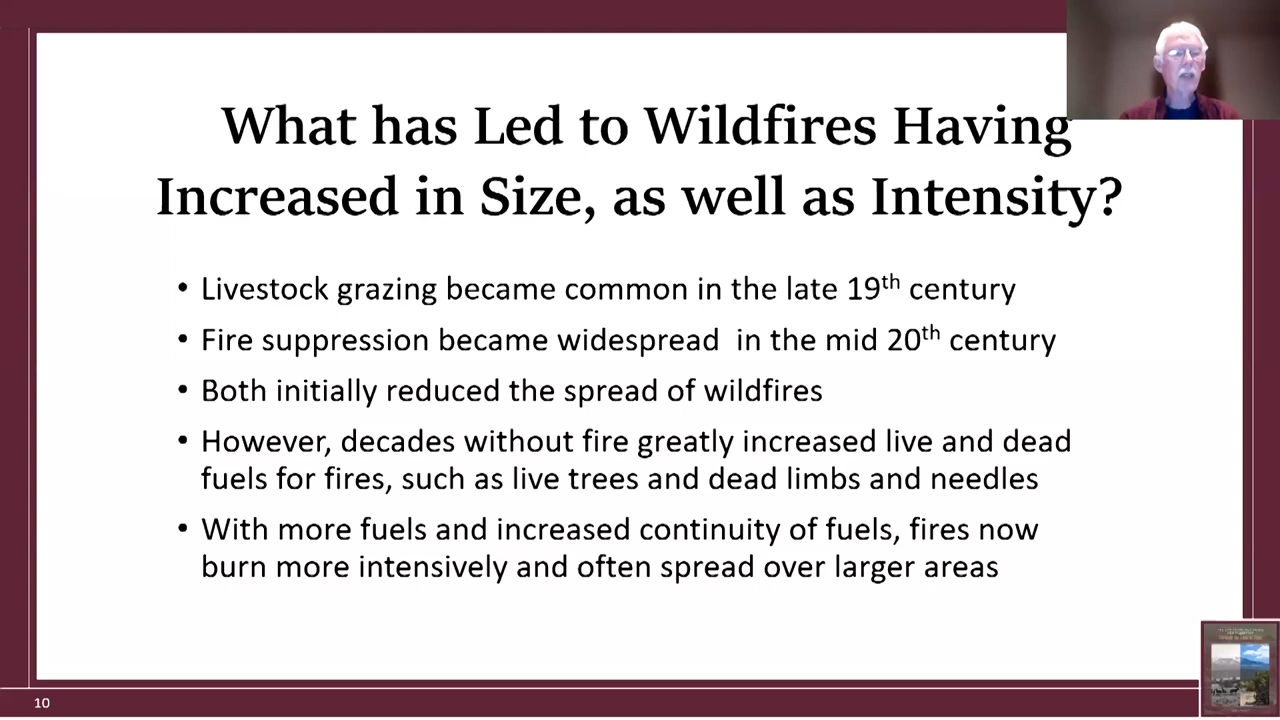 What has Led to Wildfires Having
Increased in Size, as well as Intensity?
• Livestock grazing became common in the late 19th century
• Fire suppression became widespread  in the mid 20th century
• Both initially reduced the spread of wildfires
• However, decades without fire greatly increased live and dead
fuels for fires, such as live trees and dead limbs and needles
• With more fuels and increased continuity of fuels, fires now
burn more intensively and often spread over larger areas
10